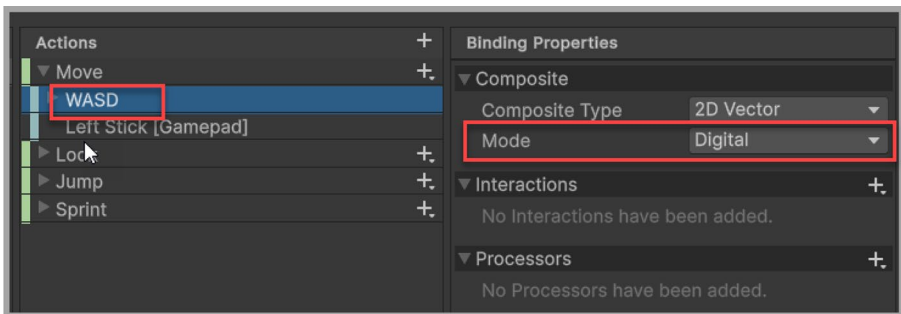 Actions
Move
WASD
Left Stick [Gamepad]
Jump
Sprint
Binding Properties
Composite
Composite Type 2D Vector
Mode Digital
Interactions
No Interactions have been added.
Processors
No Processors have been added.